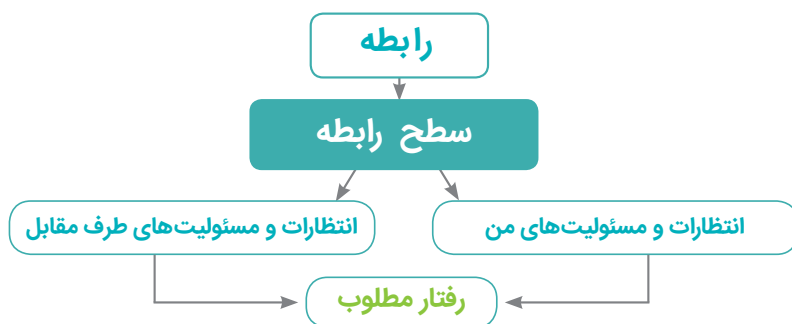 رابطه
سطح رابطه
انتظارات و مسئولیت‌های من
انتظارات و مسئولیت‌های طرف مقابل
رفتار مطلوب